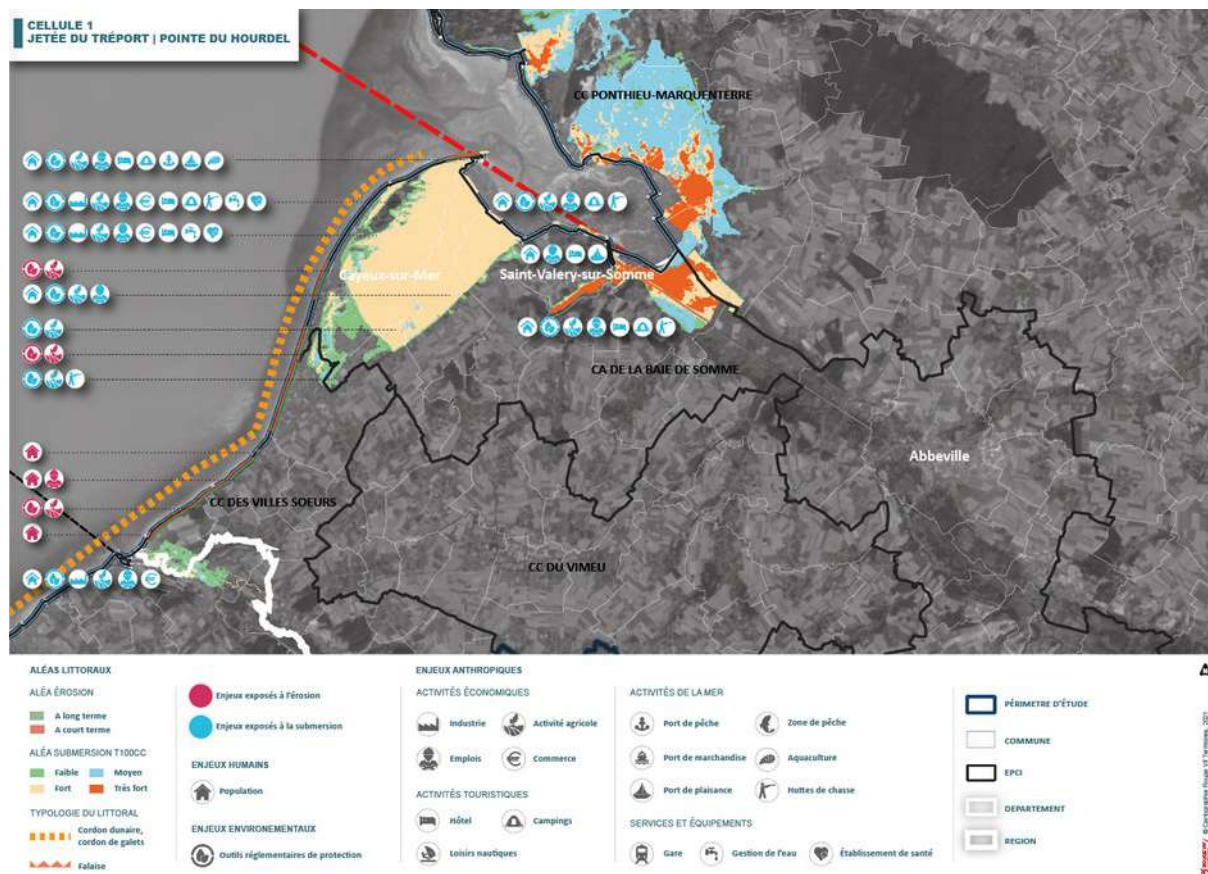 CELLULE 1
JETÉE DU TRÉPORT | POINTE DU HOURDEL
CC PONTHIEU-MARQUENTERRE
Cayeux-sur-Mer
Saint-Valery-sur-Somme
CA DE LA BAIE DE SOMME
Abbeville
CC DES VILLES SOEURS
CC DU VIMEU
ALÉAS LITTORAUX
ALÉA ÉROSION
A long terme
A court terme
ALÉA SUBMERSION T100CC
Faible
Moyen
Fort
Très fort
TYPOLOGIE DU LITTORAL
Cordon dunaire,
cordon de galets
Falaise
Enjeux exposés à l'érosion
Enjeux exposés à la submersion
ENJEUX HUMAINS
Population
ENJEUX ENVIRONEMENTAUX
Outils réglementaires de protection
ENJEUX ANTHROPIQUES
ACTIVITÉS ÉCONOMIQUES
Industrie
Activité agricole
Emplois
Commerce
ACTIVITÉS TOURISTIQUES
Hôtel
Campings
Loisirs nautiques
ACTIVITÉS DE LA MER
Port de pêche
Zone de pêche
Port de marchandise
Aquaculture
Port de plaisance
Huttes de chasse
SERVICES ET ÉQUIPEMENTS
Gare
Gestion de l'eau
Établissement de santé
PÉRIMETRE D'ÉTUDE
COMMUNE
EPCI
DEPARTEMENT
REGION